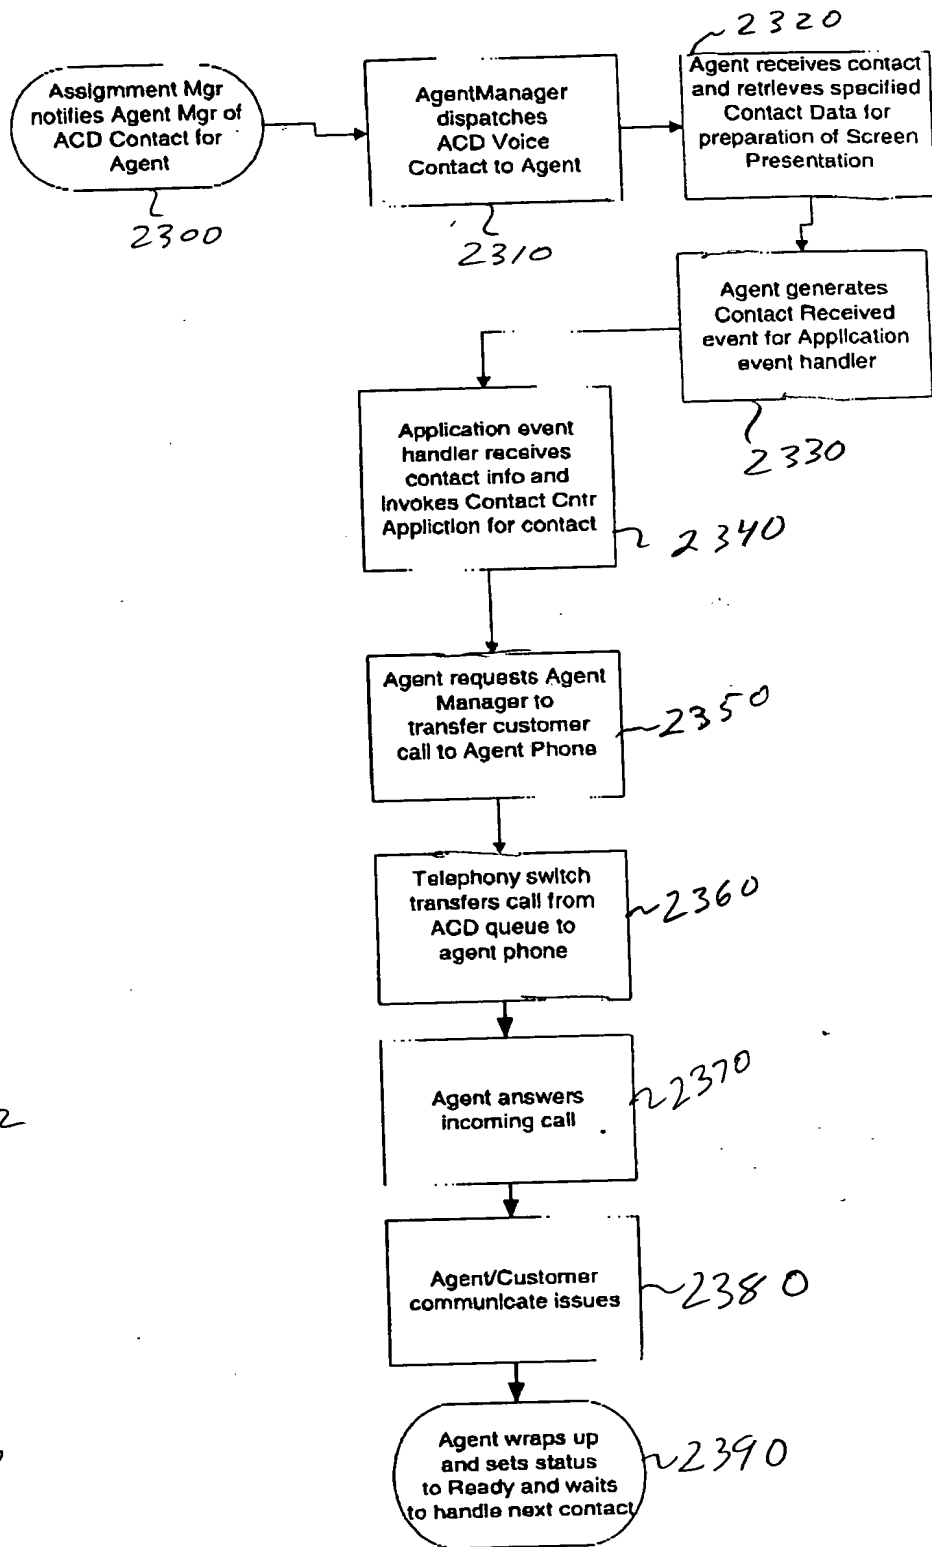 2320
Assignment Mgr
notifies Agent Mgr of
ACD Contact for
Agent
2300
AgentManager
dispatches
ACD Voice
Contact to Agent
2310
Agent receives contact
and retrieves specified
Contact Data for
preparation of Screen
Presentation
Agent generates
Contact Received
event for Application
event handler
2330
Application event
handler receives
contact info and
Invokes Contact Cntr
Appliction for contact
2340
Agent requests Agent
Manager to
transfer customer
call to Agent Phone
2350
Telephony switch
transfers call from
ACD queue to
agent phone
2360
Agent answers
incoming call
2370
Agent/Customer
communicate issues
2380
Agent wraps up
and sets status
to Ready and waits
to handle next contact
2390